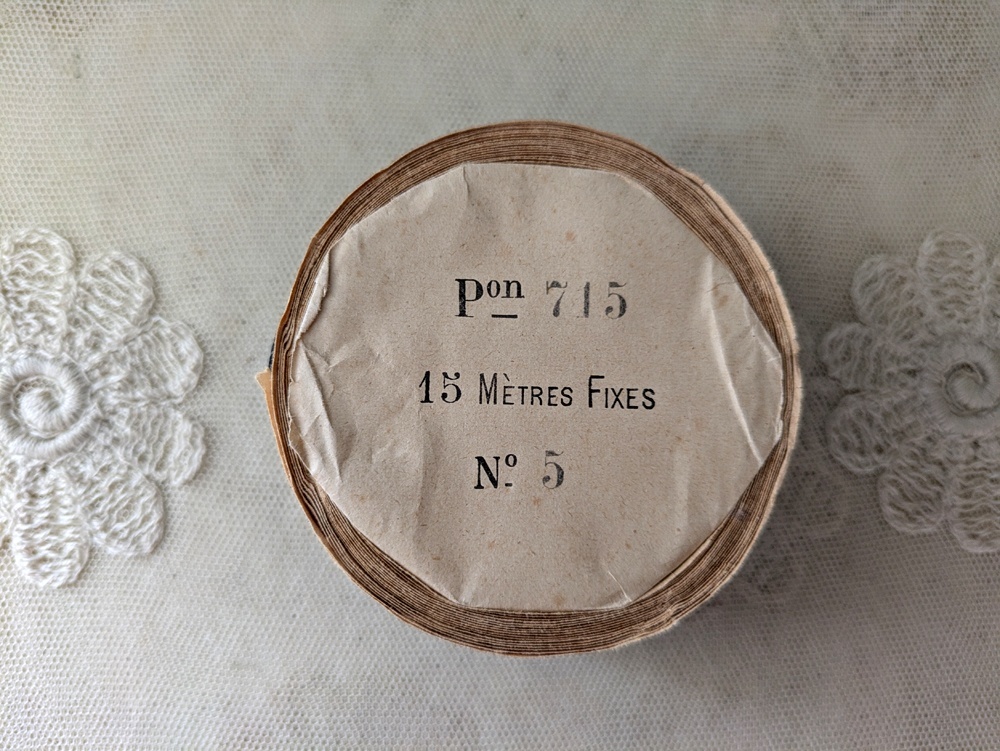 Pon 715
15 MÈTRES FIXES
Nº 5